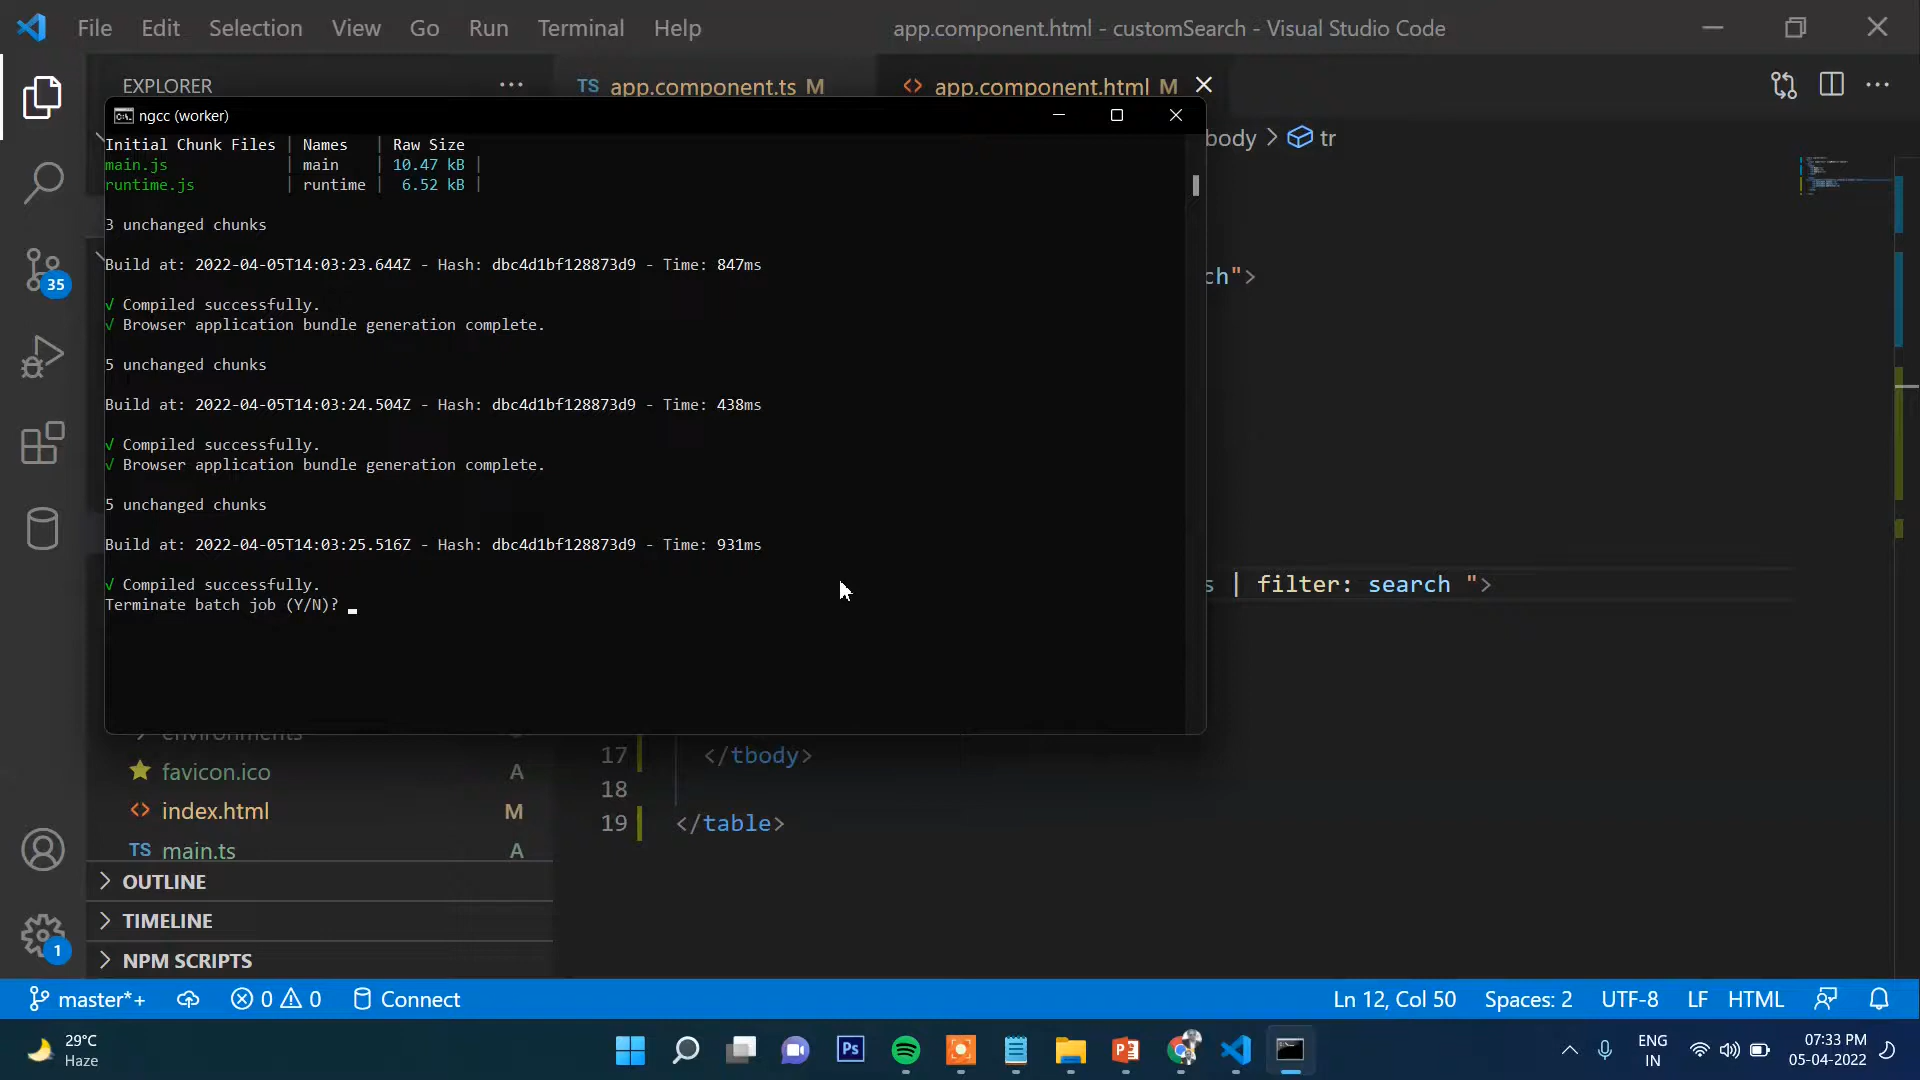 File Edit Selection View Go Run Terminal Help
app.component.html - customSearch - Visual Studio Code
EXPLORER
TS app.component.ts M
<> app.component.html M
ngcc (worker)
body > tr
Initial Chunk Files | Names | Raw Size
main.js | main | 10.47 kB |
runtime.js | runtime | 6.52 kB |
3 unchanged chunks
Build at: 2022-04-05T14:03:23.644Z - Hash: dbc4d1bf128873d9 - Time: 847ms
√ Compiled successfully.
√ Browser application bundle generation complete.
5 unchanged chunks
Build at: 2022-04-05T14:03:24.504Z - Hash: dbc4d1bf128873d9 - Time: 438ms
√ Compiled successfully.
√ Browser application bundle generation complete.
5 unchanged chunks
Build at: 2022-04-05T14:03:25.516Z - Hash: dbc4d1bf128873d9 - Time: 931ms
√ Compiled successfully.
Terminate batch job (Y/N)?
ch">
s | filter: search ">
35
environments
favicon.ico A
index.html M
TS main.ts A
17 </tbody>
18
19 </table>
OUTLINE
TIMELINE
NPM SCRIPTS
1
master*+ 0 0 Connect
Ln 12, Col 50 Spaces: 2 UTF-8 LF HTML
29°C
Haze
Ps
ENG
IN
07:33 PM
05-04-2022